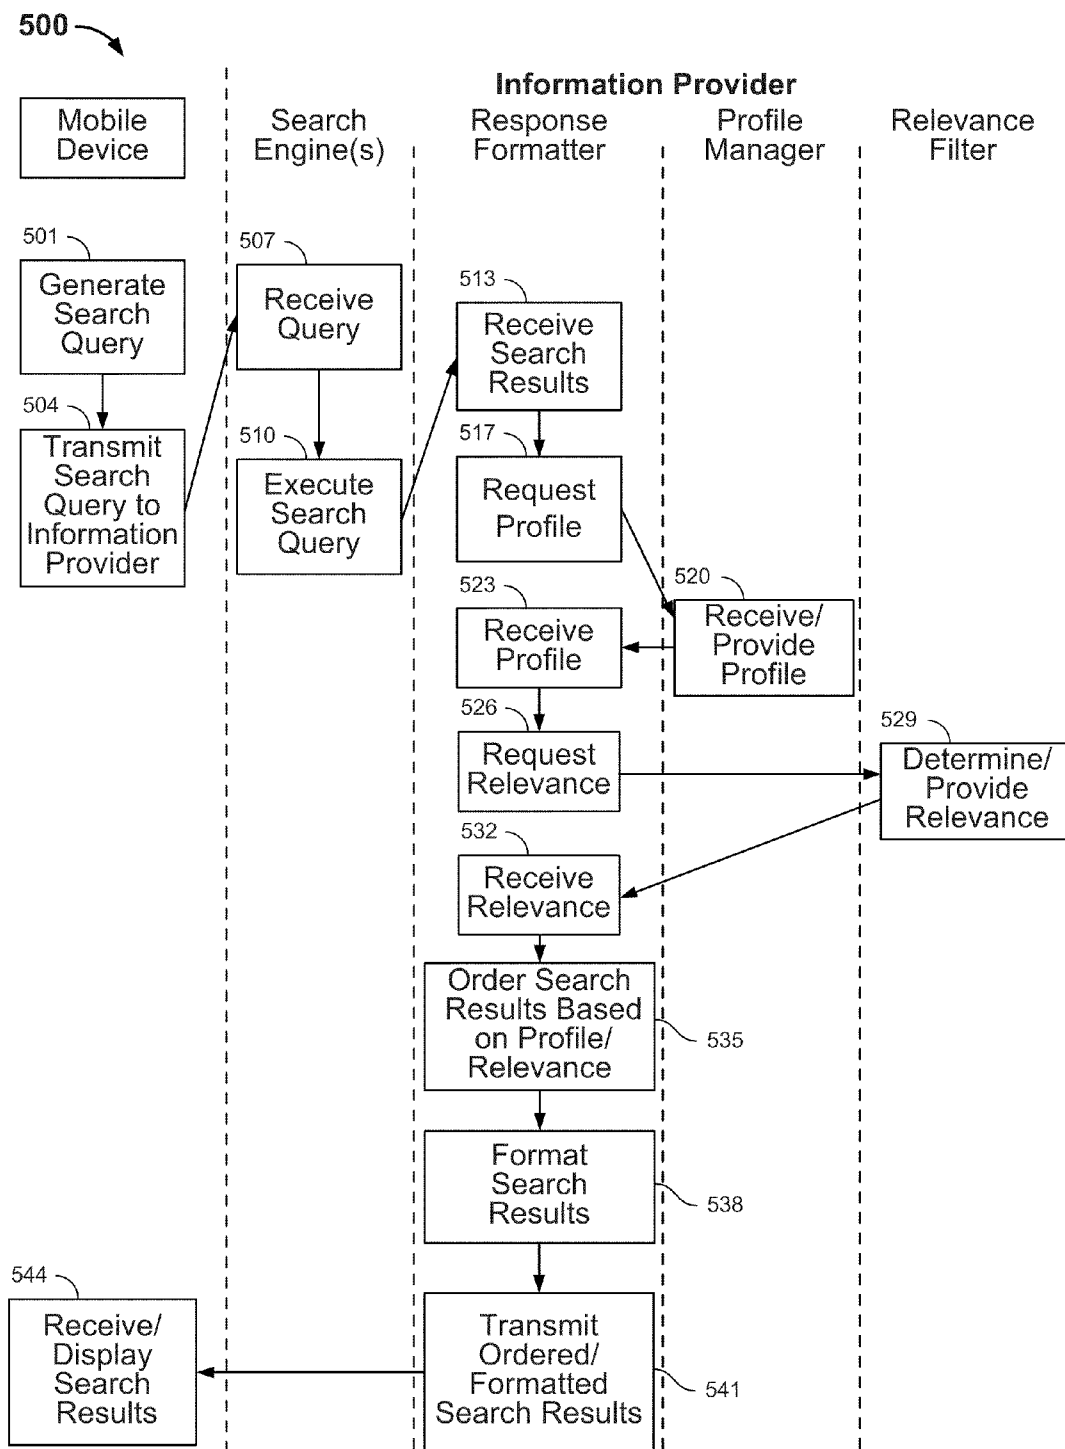 500
Information Provider
Mobile
Device
Search
Engine(s)
Response
Formatter
Profile
Manager
Relevance
Filter
501
Generate
Search
Query
504
Transmit
Search
Query to
Information
Provider
507
Receive
Query
510
Execute
Search
Query
513
Receive
Search
Results
517
Request
Profile
520
Receive/
Provide
Profile
523
Receive
Profile
526
Request
Relevance
529
Determine/
Provide
Relevance
532
Receive
Relevance
Order Search
Results Based
on Profile/
Relevance
535
Format
Search
Results
538
Transmit
Ordered/
Formatted
Search Results
541
544
Receive/
Display
Search
Results